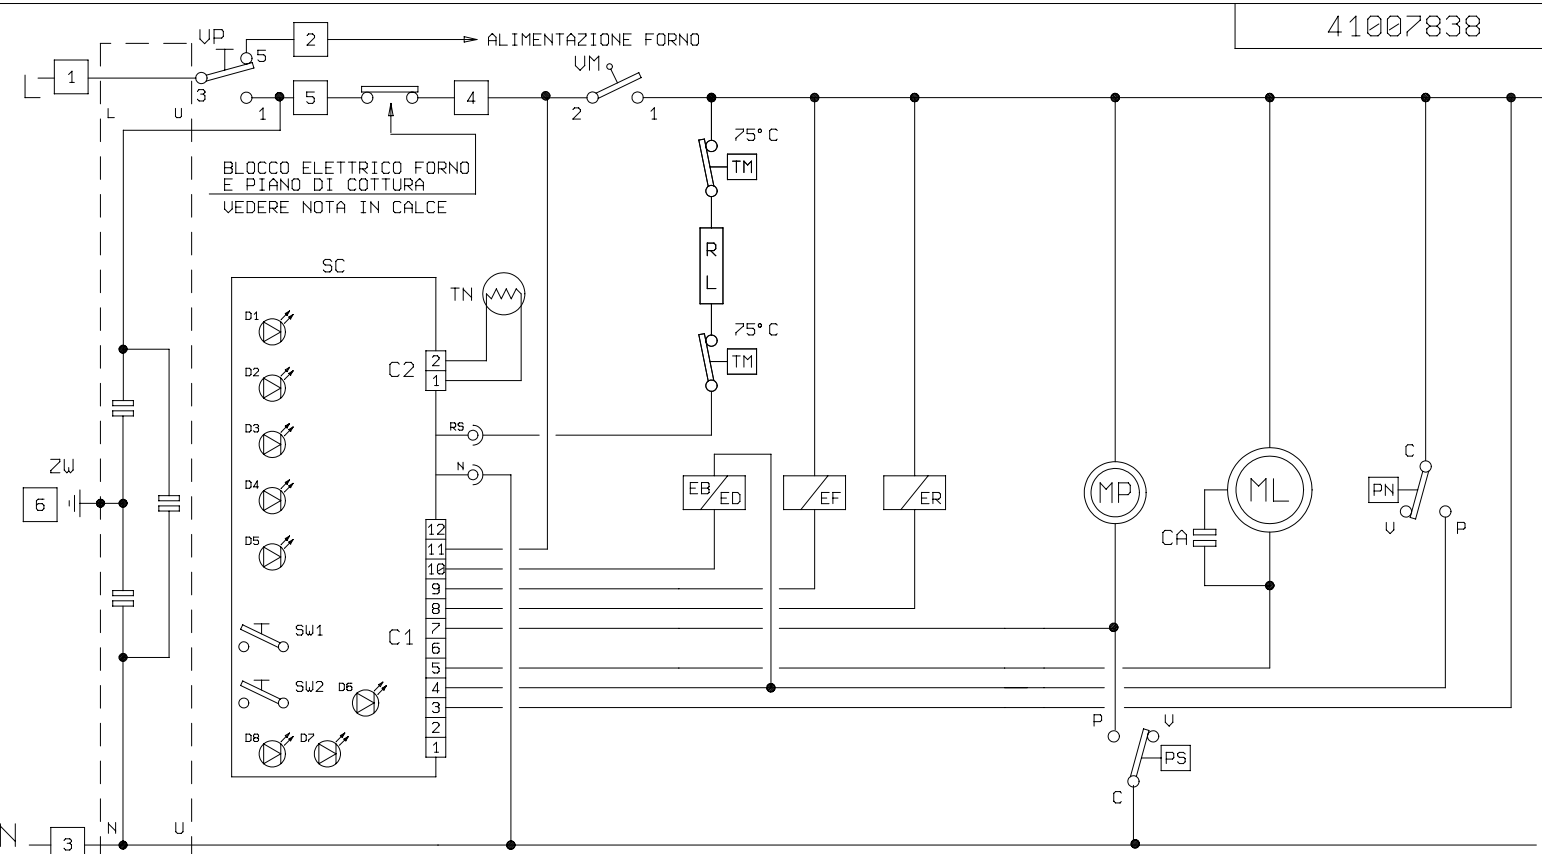 41007838
VP
5
2
ALIMENTAZIONE FORNO
L
1
3
1
5
4
VM
2
1
L
U
75°C
TM
BLOCCO ELETTRICO FORNO
E PIANO DI COTTURA
VEDERE NOTA IN CALCE
R
L
SC
TN
D1
75°C
TM
C2
2
1
D2
D3
RS
N
ZW
6
D4
EB
ED
EF
ER
MP
ML
C
PN
V
P
CA
D5
12
11
10
9
8
7
6
5
4
3
2
1
C1
SW1
SW2
D6
D8
D7
P
V
PS
C
N
3
N
U